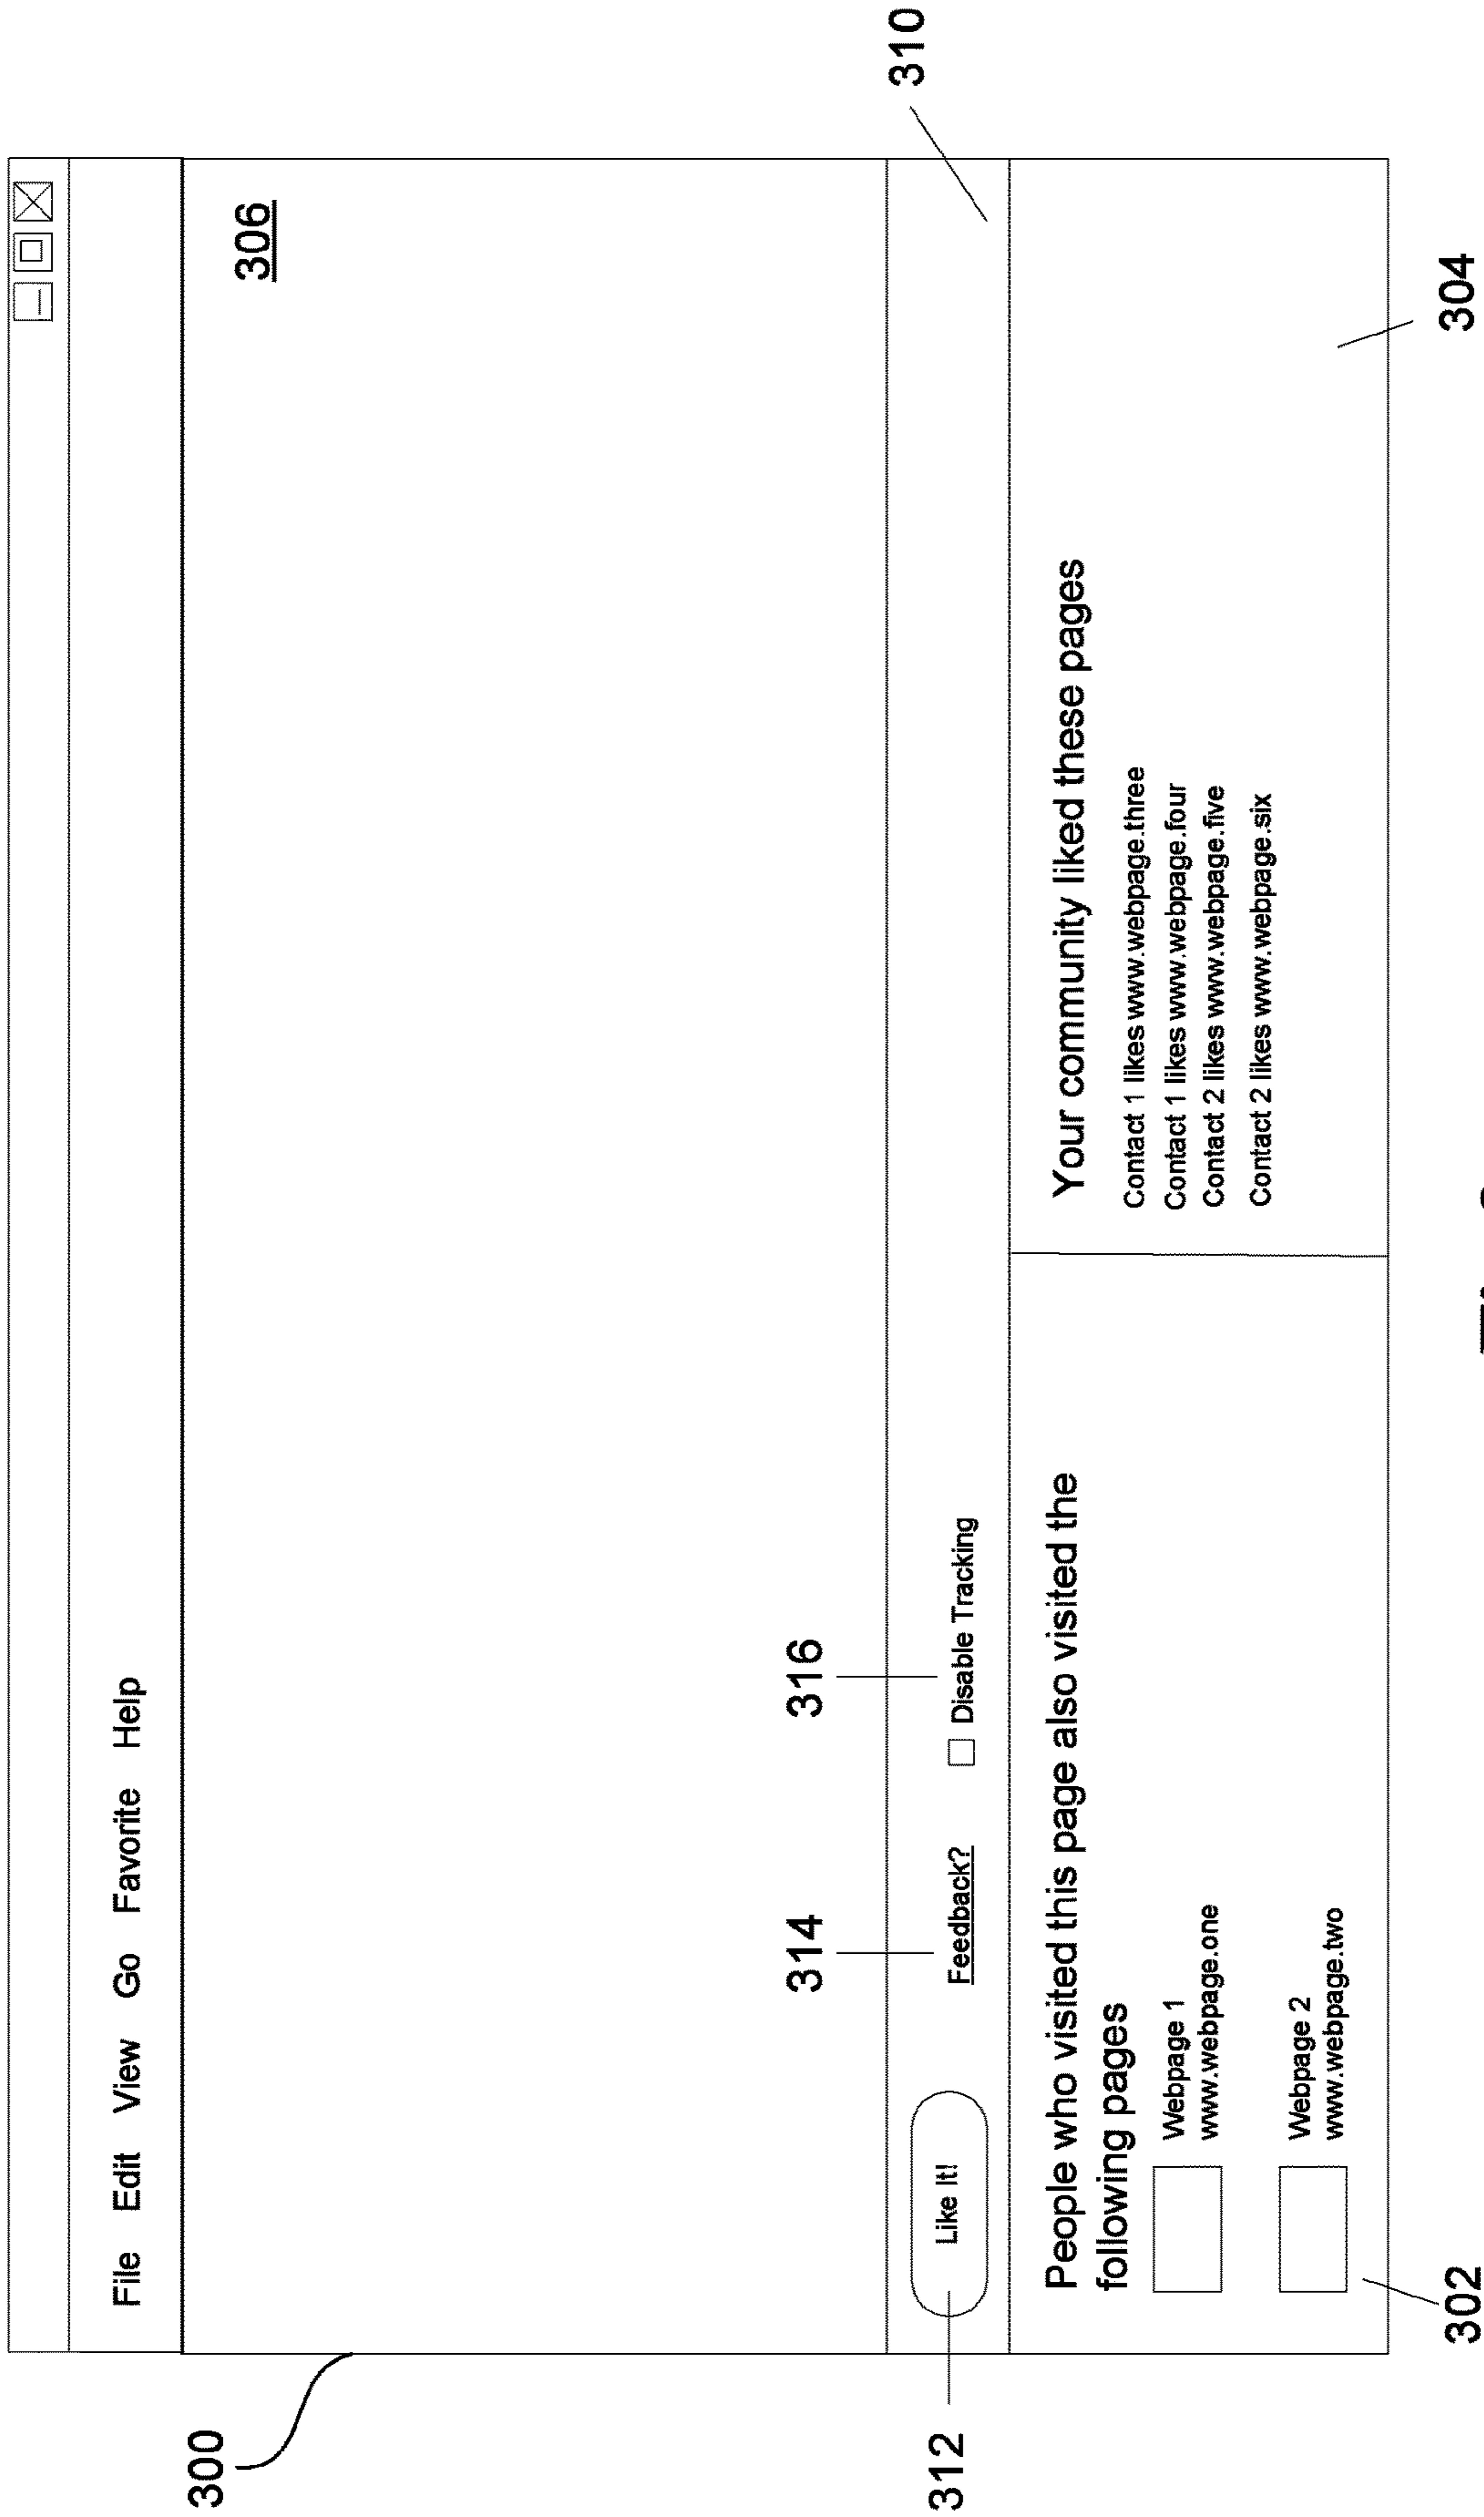 File Edit View Go Favorite Help
300
306
314
316
310
312
Like It!
Feedback?
Disable Tracking
People who visited this page also visited the
following pages
Webpage 1
www.webpage.one
Webpage 2
www.webpage.two
302
Your community liked these pages
Contact 1 likes www.webpage.three
Contact 1 likes www.webpage.four
Contact 2 likes www.webpage.five
Contact 2 likes www.webpage.six
304